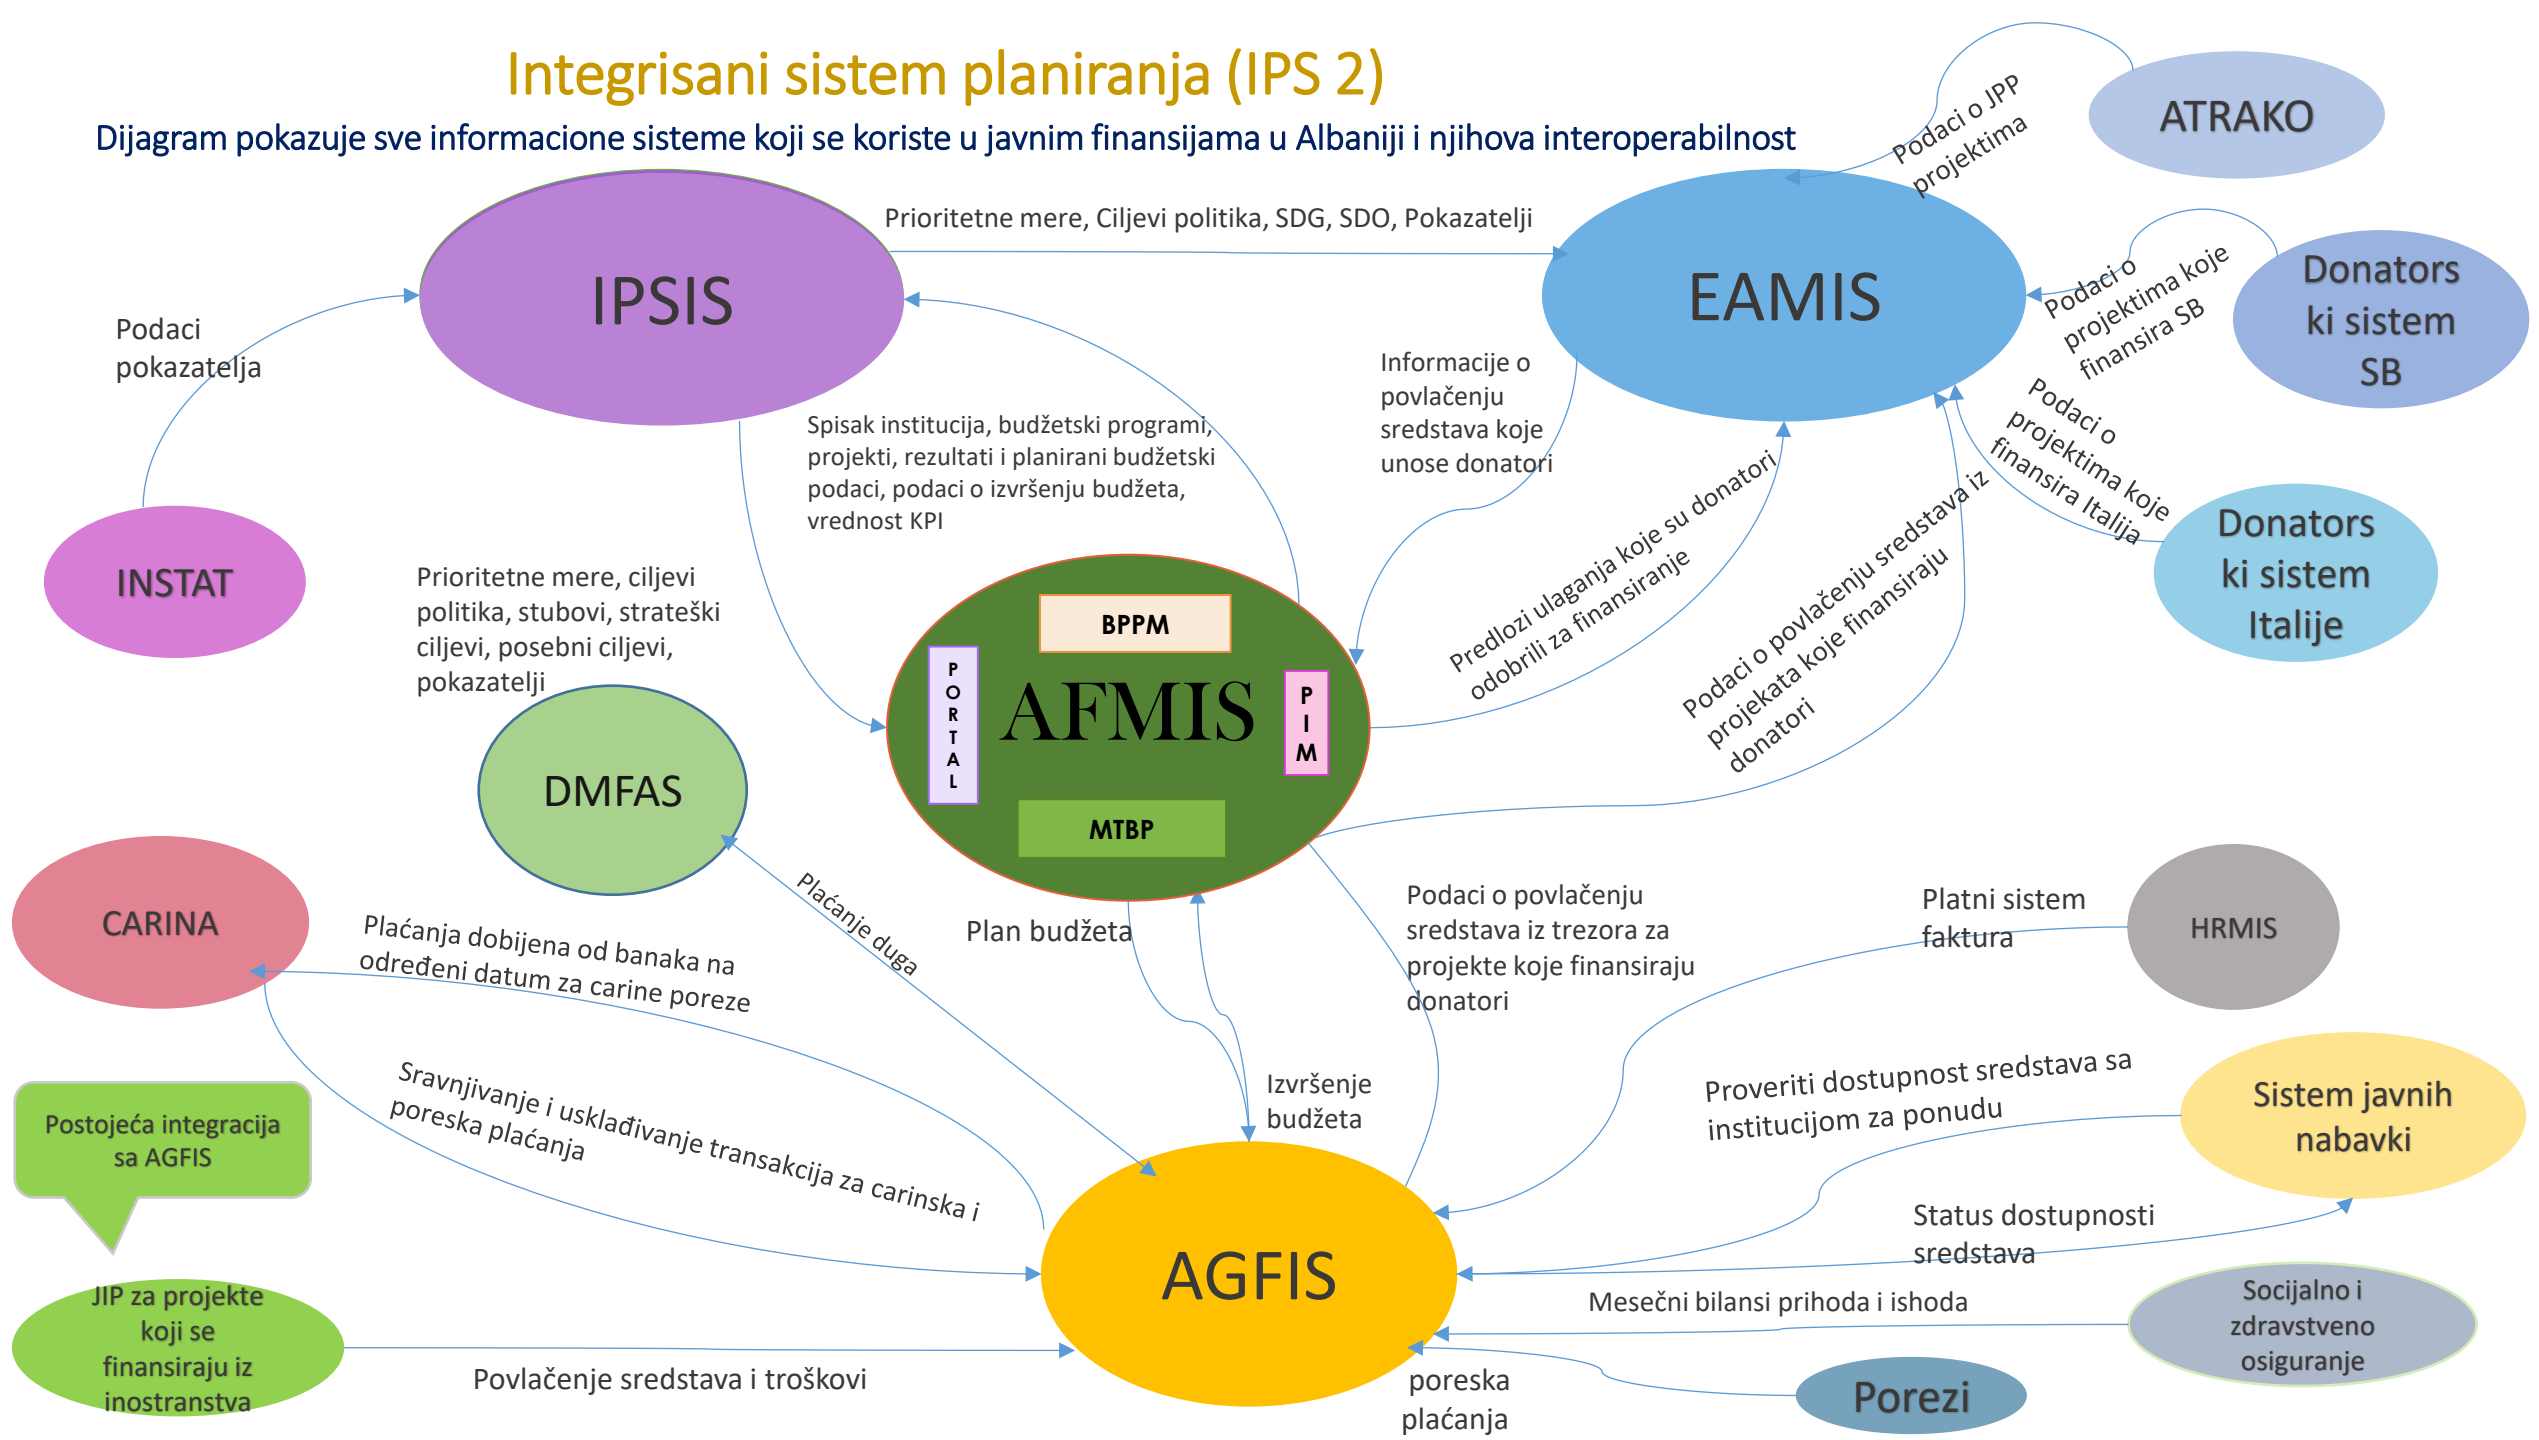 Integrisani sistem planiranja (IPS 2)
Dijagram pokazuje sve informacione sisteme koji se koriste u javnim finansijama u Albaniji i njihova interoperabilnost
ATRAKO
Podaci o JPP
projektima
Prioritetne mere, Ciljevi politika, SDG, SDO, Pokazatelji
IPSIS
EAMIS
Podaci o
projektima koje
finansira SB
Donators
ki sistem
SB
Podaci
pokazatelja
Informacije o
povlačenju
sredstava koje
unose donatori
Spisak institucija, budžetski programi,
projekti, rezultati i planirani budžetski
podaci, podaci o izvršenju budžeta,
vrednost KPI
Podaci o
projektima koje
finansira Italija
Donators
ki sistem
Italije
INSTAT
Prioritetne mere, ciljevi
politika, stubovi, strateški
ciljevi, posebni ciljevi,
pokazatelji
BPPM
PORTAL
AFMIS
PIM
MTBP
Predlozi ulaganja koje su donatori
odobrili za finansiranje
Podaci o povlačenju sredstava iz
projekata koje finansiraju
donatori
DMFAS
CARINA
Plaćanje duga
Plaćanja dobijena od banaka na
određeni datum za carine poreze
Plan budžeta
Podaci o povlačenju
sredstava iz trezora za
projekte koje finansiraju
donatori
Platni sistem
faktura
HRMIS
Sravnjivanje i usklađivanje transakcija za carinska i
poreska plaćanja
Izvršenje
budžeta
Proveriti dostupnost sredstava sa
institucijom za ponudu
Sistem javnih
nabavki
Postojeća integracija
sa AGFIS
Status dostupnosti
sredstava
AGFIS
Mesečni bilansi prihoda i ishoda
Socijalno i
zdravstveno
osiguranje
JIP za projekte
koji se
finansiraju iz
inostranstva
Povlačenje sredstava i troškovi
poreska
plaćanja
Porezi